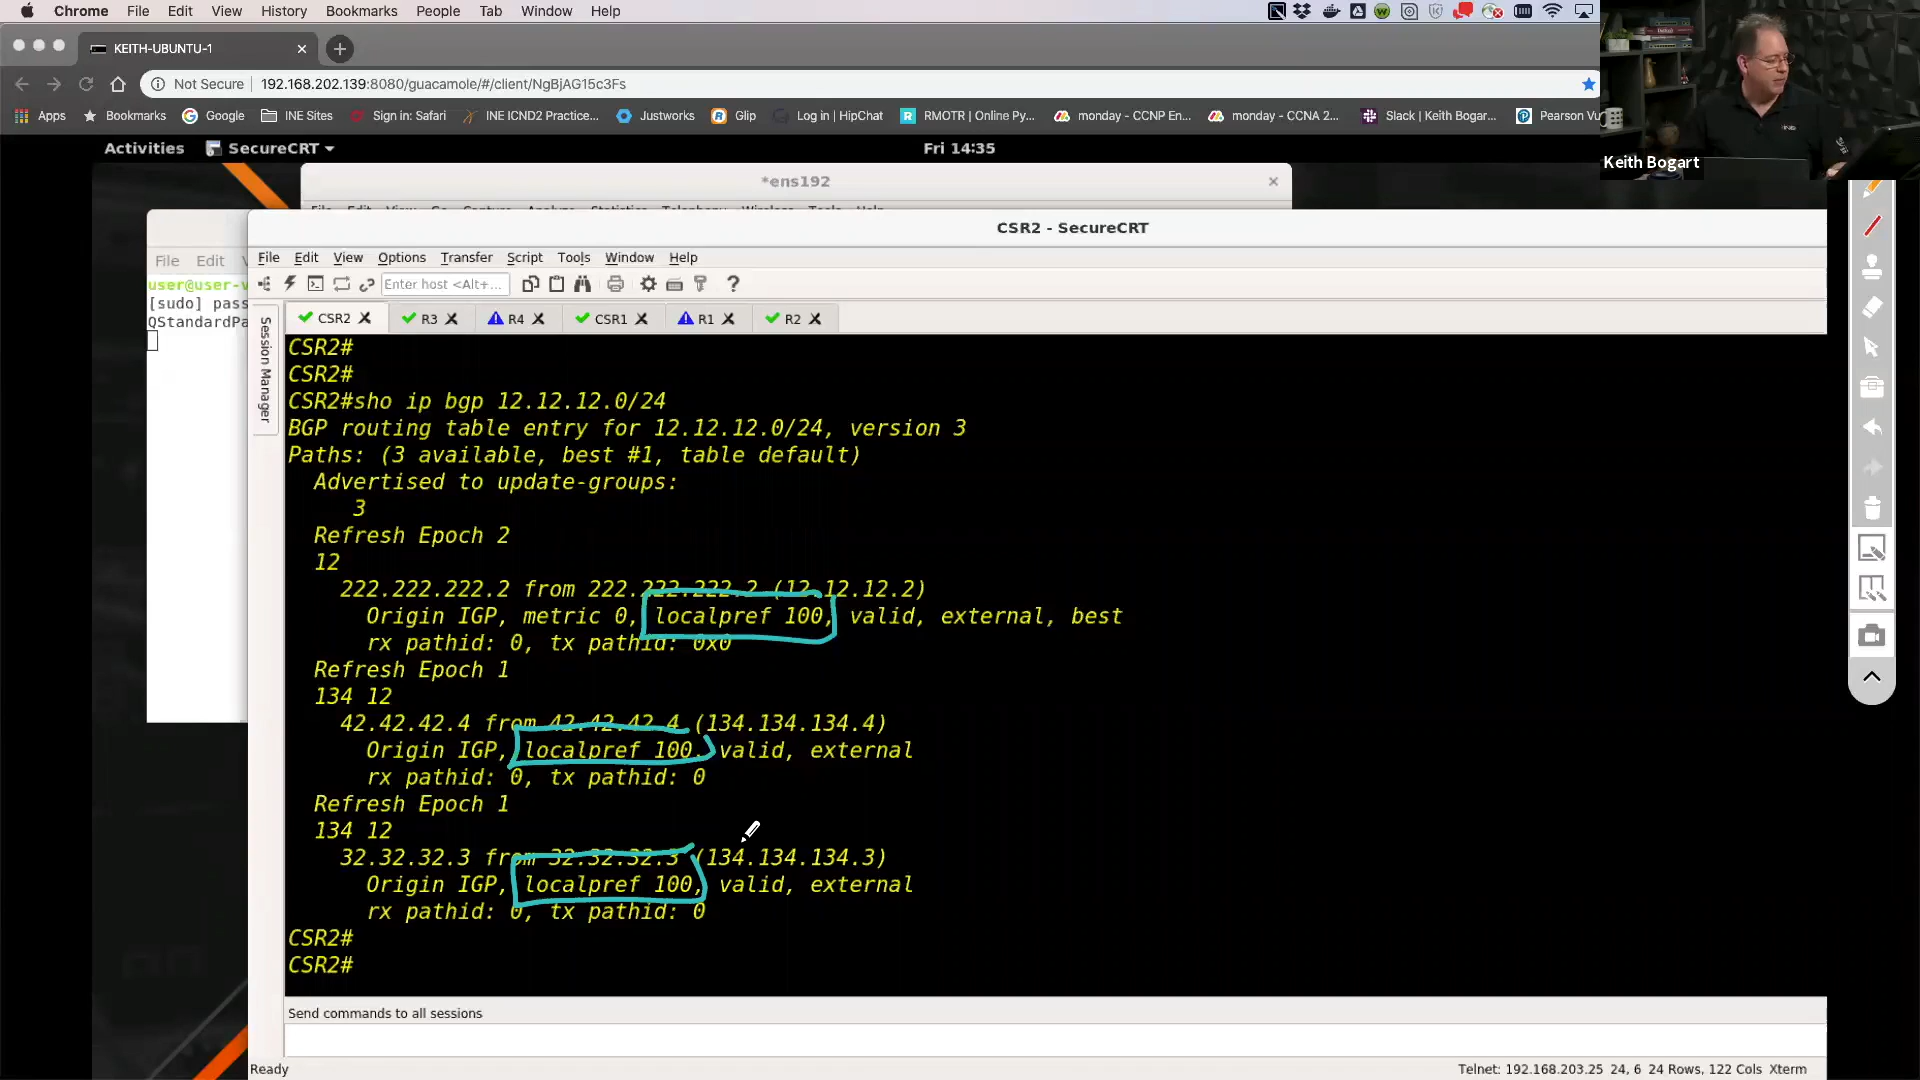 Chrome File Edit View History Bookmarks People Tab Window Help
KEITH-UBUNTU-1
Not Secure 192.168.202.139:8080/guacamole/#/client/NgBjAG15c3Fs
Apps Bookmarks Google INE Sites Sign in: Safari INE ICND2 Practice... Justworks Glip Log in | HipChat RMOTR | Online Py... monday - CCNP En... monday - CCNA 2... Slack | Keith Bogar... Pearson Vu
Keith Bogart
Activities SecureCRT Fri 14:35
*ens192
CSR2 - SecureCRT
File Edit
user@user-v
[sudo] pass
QStandardPa
File Edit View Options Transfer Script Tools Window Help
Enter host <Alt+...
Session Manager
CSR2 R3 R4 CSR1 R1 R2
CSR2#
CSR2#
CSR2#sho ip bgp 12.12.12.0/24
BGP routing table entry for 12.12.12.0/24, version 3
Paths: (3 available, best #1, table default)
Advertised to update-groups:
3
Refresh Epoch 2
12
222.222.222.2 from 222.222.222.2 (12.12.12.2)
Origin IGP, metric 0, localpref 100, valid, external, best
rx pathid: 0, tx pathid: 0x0
Refresh Epoch 1
134 12
42.42.42.4 from 42.42.42.4 (134.134.134.4)
Origin IGP, localpref 100, valid, external
rx pathid: 0, tx pathid: 0
Refresh Epoch 1
134 12
32.32.32.3 from 32.32.32.3 (134.134.134.3)
Origin IGP, localpref 100, valid, external
rx pathid: 0, tx pathid: 0
CSR2#
CSR2#
Send commands to all sessions
Ready Telnet: 192.168.203.25 24, 6 24 Rows, 122 Cols Xterm